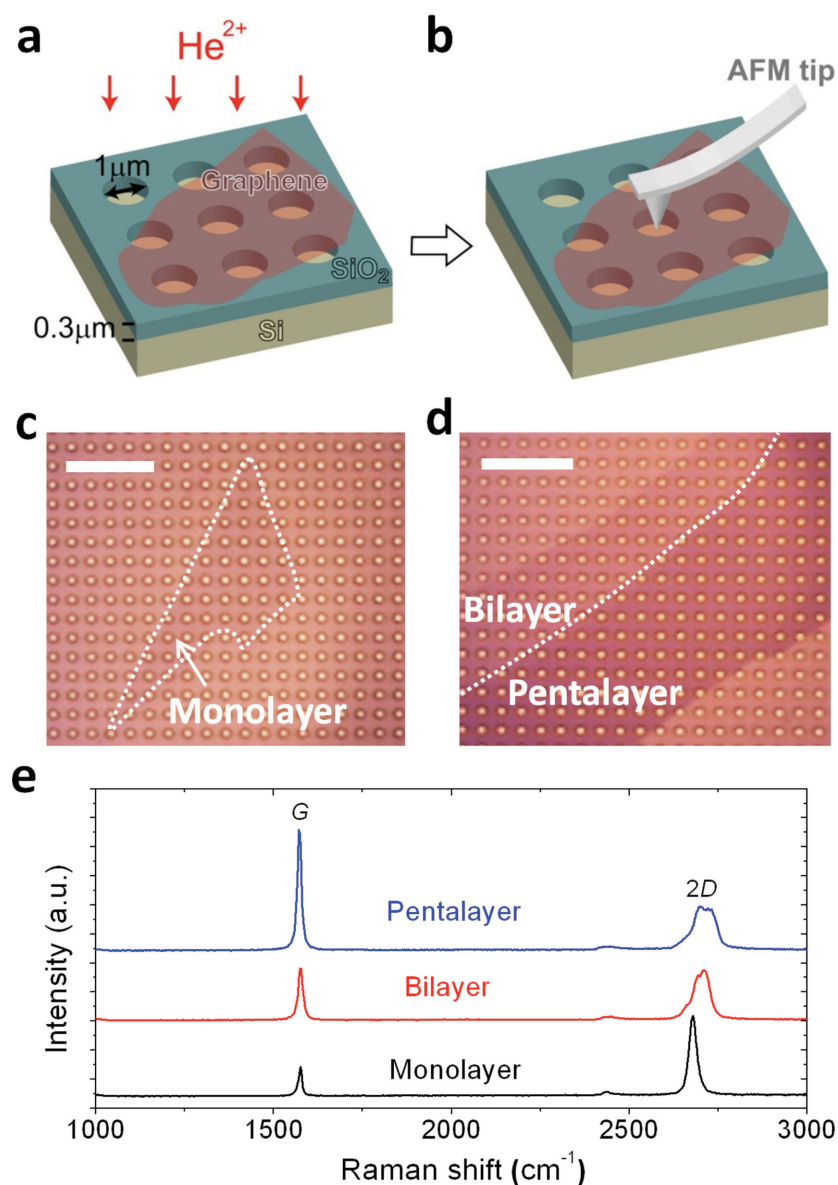 a
He²⁺
1μm
Graphene
SiO₂
0.3μm
Si
b
AFM tip
c
Monolayer
d
Bilayer
Pentalayer
e
G
2D
Pentalayer
Bilayer
Monolayer
Intensity (a.u.)
1000 1500 2000 2500 3000
Raman shift (cm⁻¹)